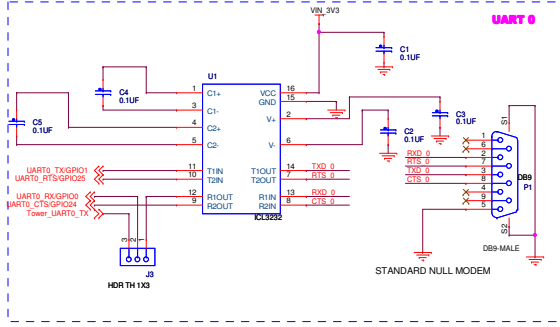 VIN_3V3
UART 0
C1
0.1UF
U1
C4
0.1UF
1 C1+ VCC 16
GND 15
3 C1-
V+ 2
C3
0.1UF
4 C2+
C5
0.1UF
C2
0.1UF
5 C2- V- 6
S1
1
6
RXD_0 2
RTS_0 7
TXD_0 3
CTS_0 8
4
9
5
DB9
P1
S2
UART0_TX/GPIO1 11 T1IN T1OUT 14 TXD_0
UART0_RTS/GPIO25 10 T2IN T2OUT 7 RTS_0
UART0_RX/GPIO0 12 R1OUT R1IN 13 RXD_0
UART0_CTS/GPIO24 9 R2OUT R2IN 8 CTS_0
Tower_UART0_TX
ICL3232
3 2 1
DB9-MALE
J3
STANDARD NULL MODEM
HDR TH 1X3